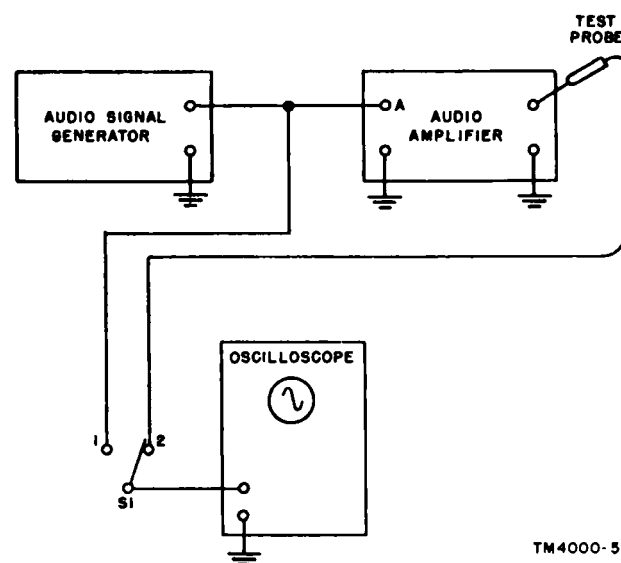 TEST
PROBE
AUDIO SIGNAL
GENERATOR
A
AUDIO
AMPLIFIER
OSCILLOSCOPE
1
2
S1
TM4000-5